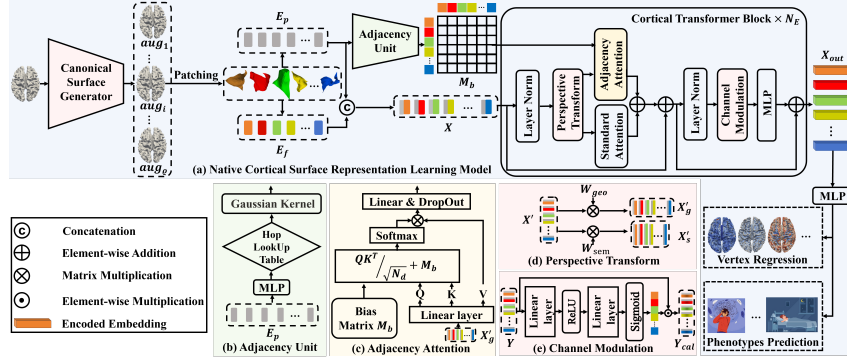 Canonical
Surface
Generator
aug1
...
augi
...
augϱ
Patching
Ep
...
...
Ef
...
Adjacency
Unit
...
Mb
C
X
...
Cortical Transformer Block × NE
Layer Norm
Perspective
Transform
Adjacency
Attention
Standard
Attention
Layer Norm
Channel
Modulation
MLP
Xout
...
(a) Native Cortical Surface Representation Learning Model
MLP
C Concatenation
Element-wise Addition
Matrix Multiplication
Element-wise Multiplication
Encoded Embedding
Gaussian Kernel
Hop
LookUp
Table
MLP
...
Ep
(b) Adjacency Unit
Linear & DropOut
Softmax
QK^T/√Nd + Mb
Q K V
Bias
Matrix Mb
Linear layer
X'g
(c) Adjacency Attention
Wgeo
X'
X'g
X's
Wsem
(d) Perspective Transform
Y
Linear
layer
ReLU
Linear
layer
Sigmoid
Ycal
(e) Channel Modulation
...
Vertex Regression
...
Phenotypes Prediction